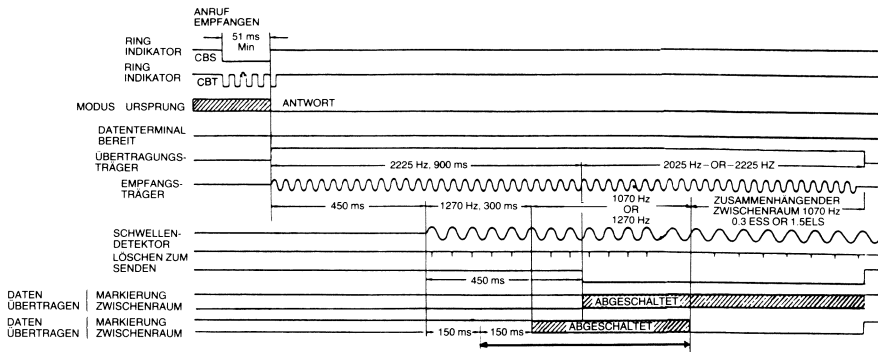 ANRUF
EMPFANGEN
51 ms
Min
RING
INDIKATOR
CBS
RING
INDIKATOR
CBT
MODUS URSPRUNG
ANTWORT
DATENTERMINAL
BEREIT
ÜBERTRAGUNGS-
TRÄGER
2225 Hz, 900 ms
2025 Hz–OR–2225 HZ
EMPFANGS-
TRÄGER
450 ms
1270 Hz, 300 ms
1070 Hz
OR
1270 Hz
ZUSAMMENHÄNGENDER
ZWISCHENRAUM 1070 Hz
0.3 ESS OR 1.5ELS
SCHWELLEN-
DETEKTOR
LÖSCHEN ZUM
SENDEN
450 ms
DATEN | MARKIERUNG
ÜBERTRAGEN | ZWISCHENRAUM
ABGESCHALTET
DATEN | MARKIERUNG
ÜBERTRAGEN | ZWISCHENRAUM
150 ms
150 ms
ABGESCHALTET